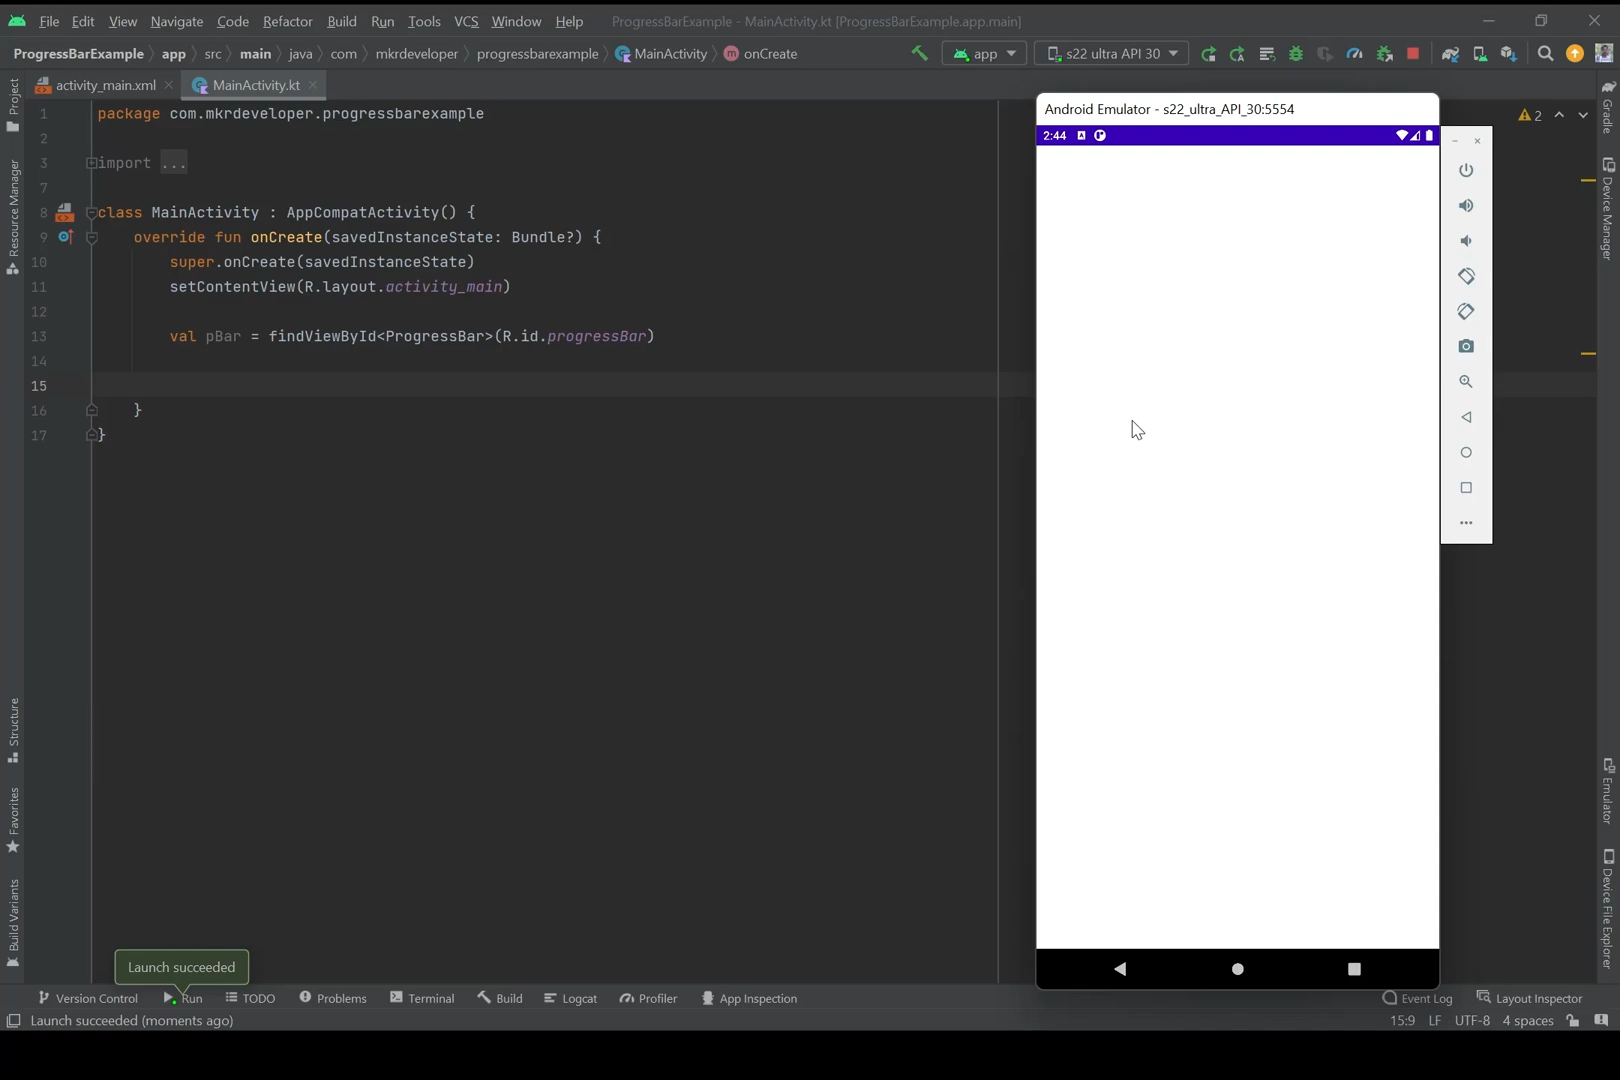 File Edit View Navigate Code Refactor Build Run Tools VCS Window Help ProgressBarExample - MainActivity.kt [ProgressBarExample.app.main]
ProgressBarExample app src main java com mkrdeveloper progressbarexample MainActivity onCreate app s22 ultra API 30
activity_main.xml MainActivity.kt
Project
Resource Manager
Structure
Favorites
Build Variants
1 package com.mkrdeveloper.progressbarexample
2
3 import ...
7
8 class MainActivity : AppCompatActivity() {
9 override fun onCreate(savedInstanceState: Bundle?) {
10 super.onCreate(savedInstanceState)
11 setContentView(R.layout.activity_main)
12
13 val pBar = findViewById<ProgressBar>(R.id.progressBar)
14
15
16 }
17 }
2
Android Emulator - s22_ultra_API_30:5554
2:44
Gradle
Device Manager
Emulator
Device File Explorer
Launch succeeded
Version Control Run TODO Problems Terminal Build Logcat Profiler App Inspection Event Log Layout Inspector
Launch succeeded (moments ago) 15:9 LF UTF-8 4 spaces